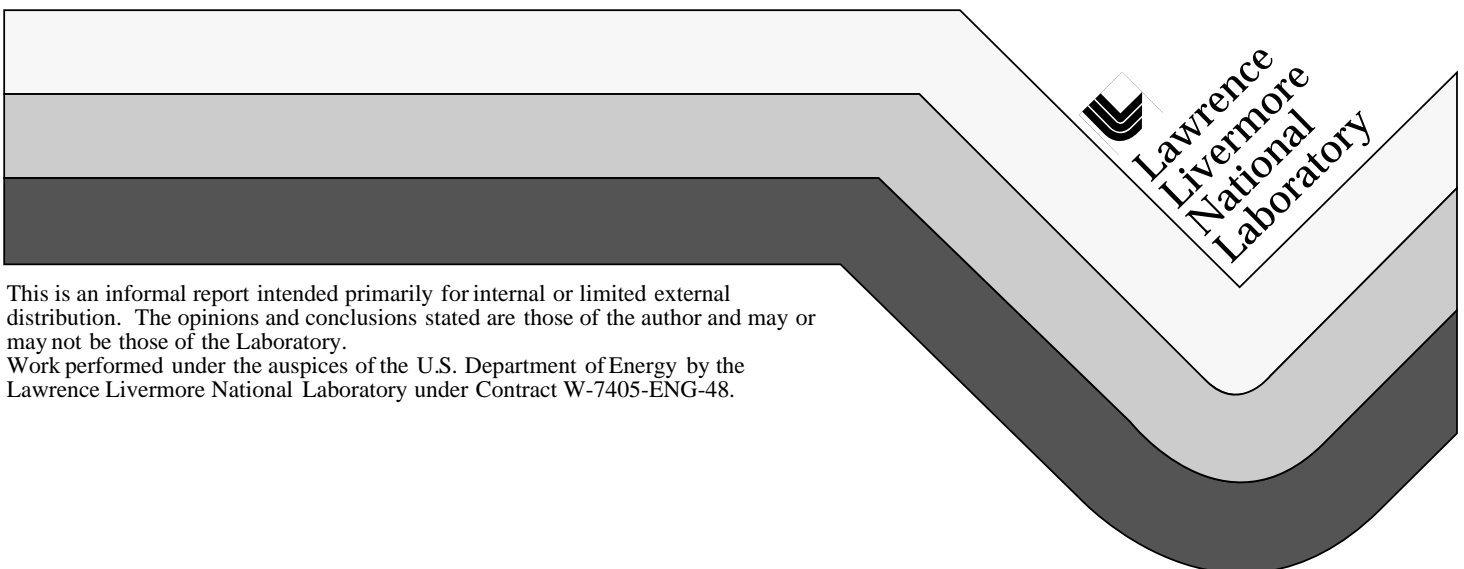 Lawrence
Livermore
National
Laboratory
This is an informal report intended primarily for internal or limited external
distribution. The opinions and conclusions stated are those of the author and may or
may not be those of the Laboratory.
Work performed under the auspices of the U.S. Department of Energy by the
Lawrence Livermore National Laboratory under Contract W-7405-ENG-48.